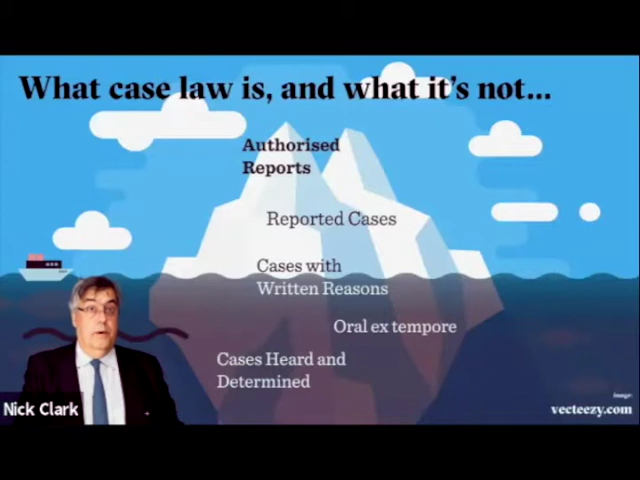 What case law is, and what it's not...
Authorised
Reports
Reported Cases
Cases with
Written Reasons
Oral ex tempore
Cases Heard and
Determined
Nick Clark
Image:
vecteezy.com